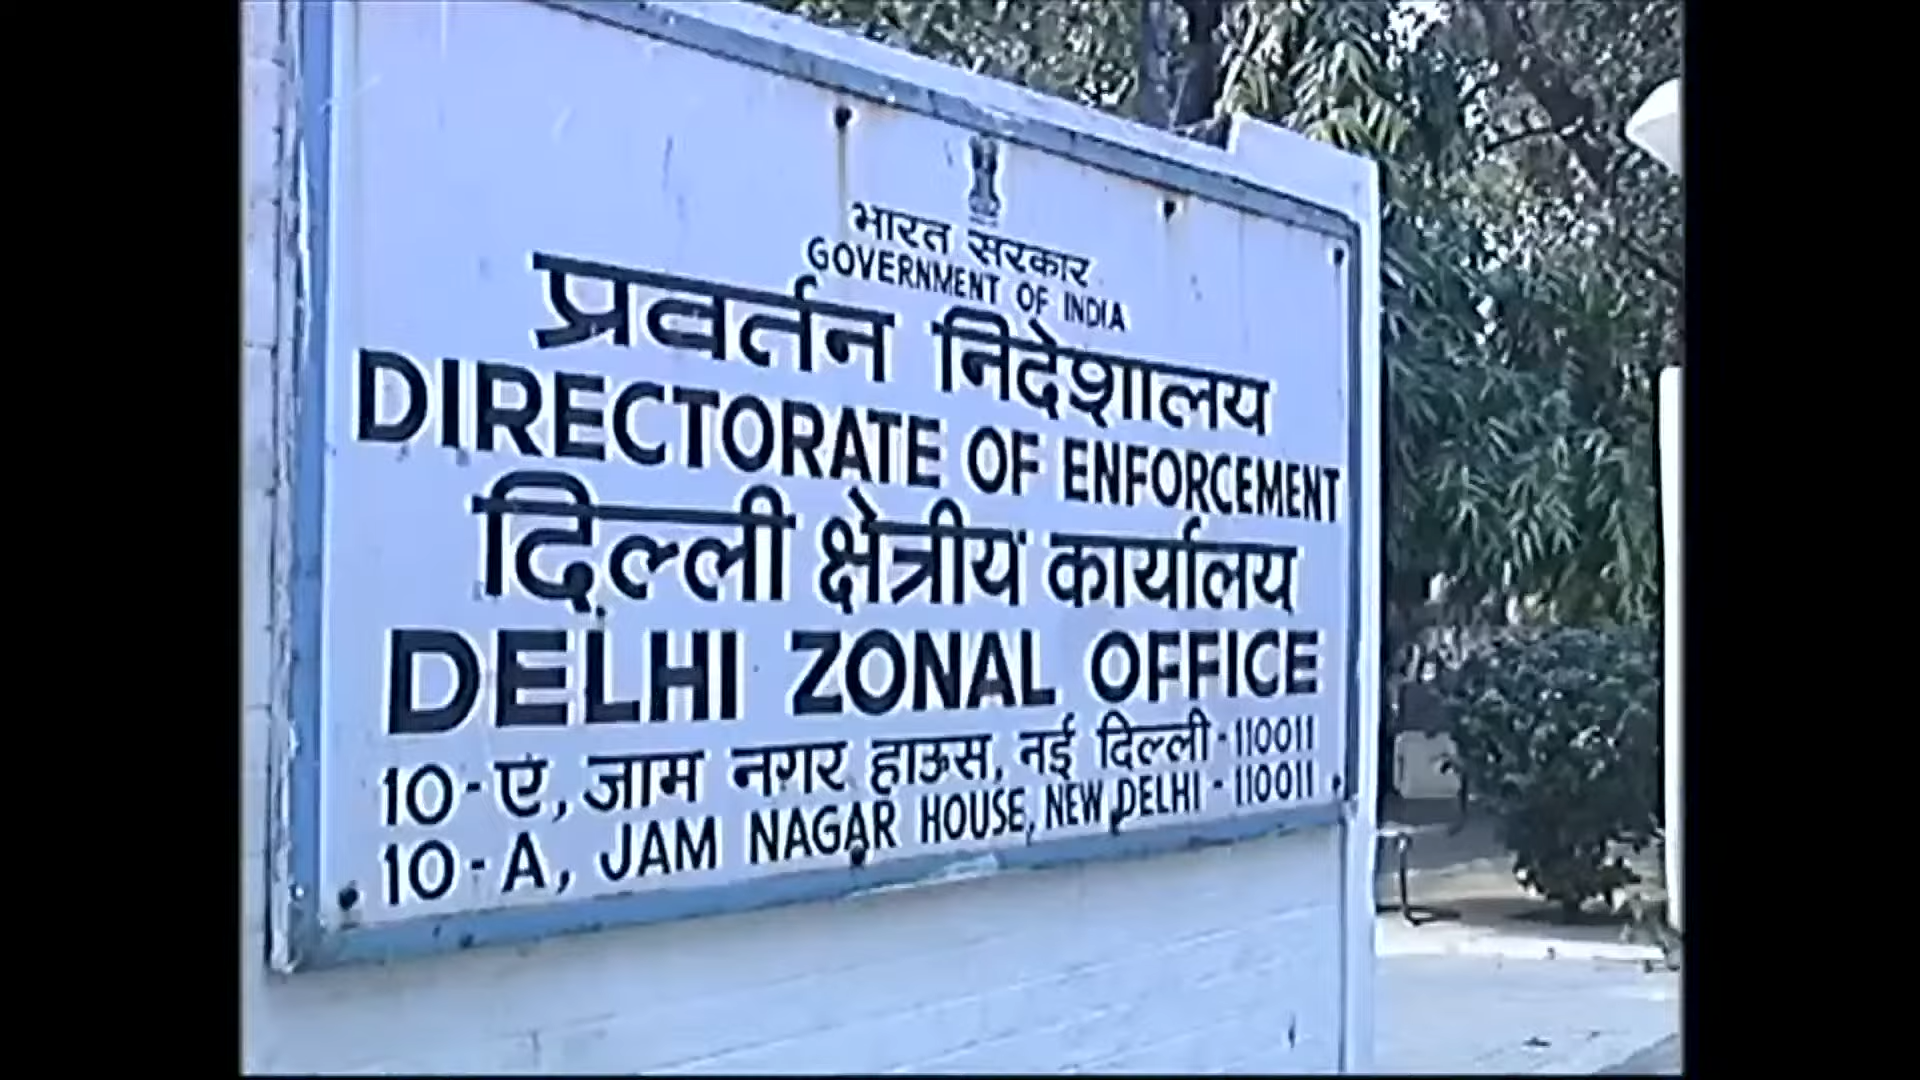 भारत सरकार
GOVERNMENT OF INDIA
प्रवर्तन निदेशालय
DIRECTORATE OF ENFORCEMENT
दिल्ली क्षेत्रीय कार्यालय
DELHI ZONAL OFFICE
10-ए, जाम नगर हाऊस, नई दिल्ली-110011
10-A, JAM NAGAR HOUSE, NEW DELHI-110011